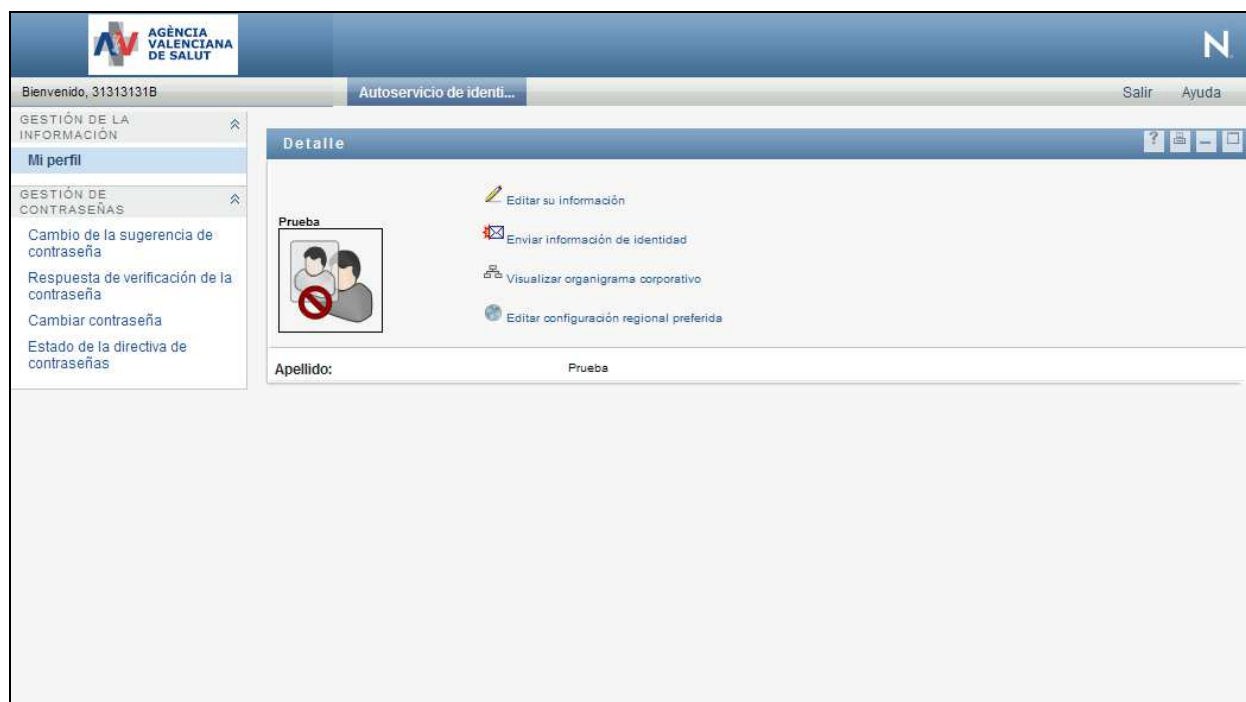 AGÈNCIA
VALENCIANA
DE SALUT
N
Bienvenido, 31313131B
Autoservicio de identi...
Salir Ayuda
GESTIÓN DE LA
INFORMACIÓN
Mi perfil
GESTIÓN DE
CONTRASEÑAS
Cambio de la sugerencia de
contraseña
Respuesta de verificación de la
contraseña
Cambiar contraseña
Estado de la directiva de
contraseñas
Detalle
?
Prueba
Editar su información
Enviar información de identidad
Visualizar organigrama corporativo
Editar configuración regional preferida
Apellido: Prueba